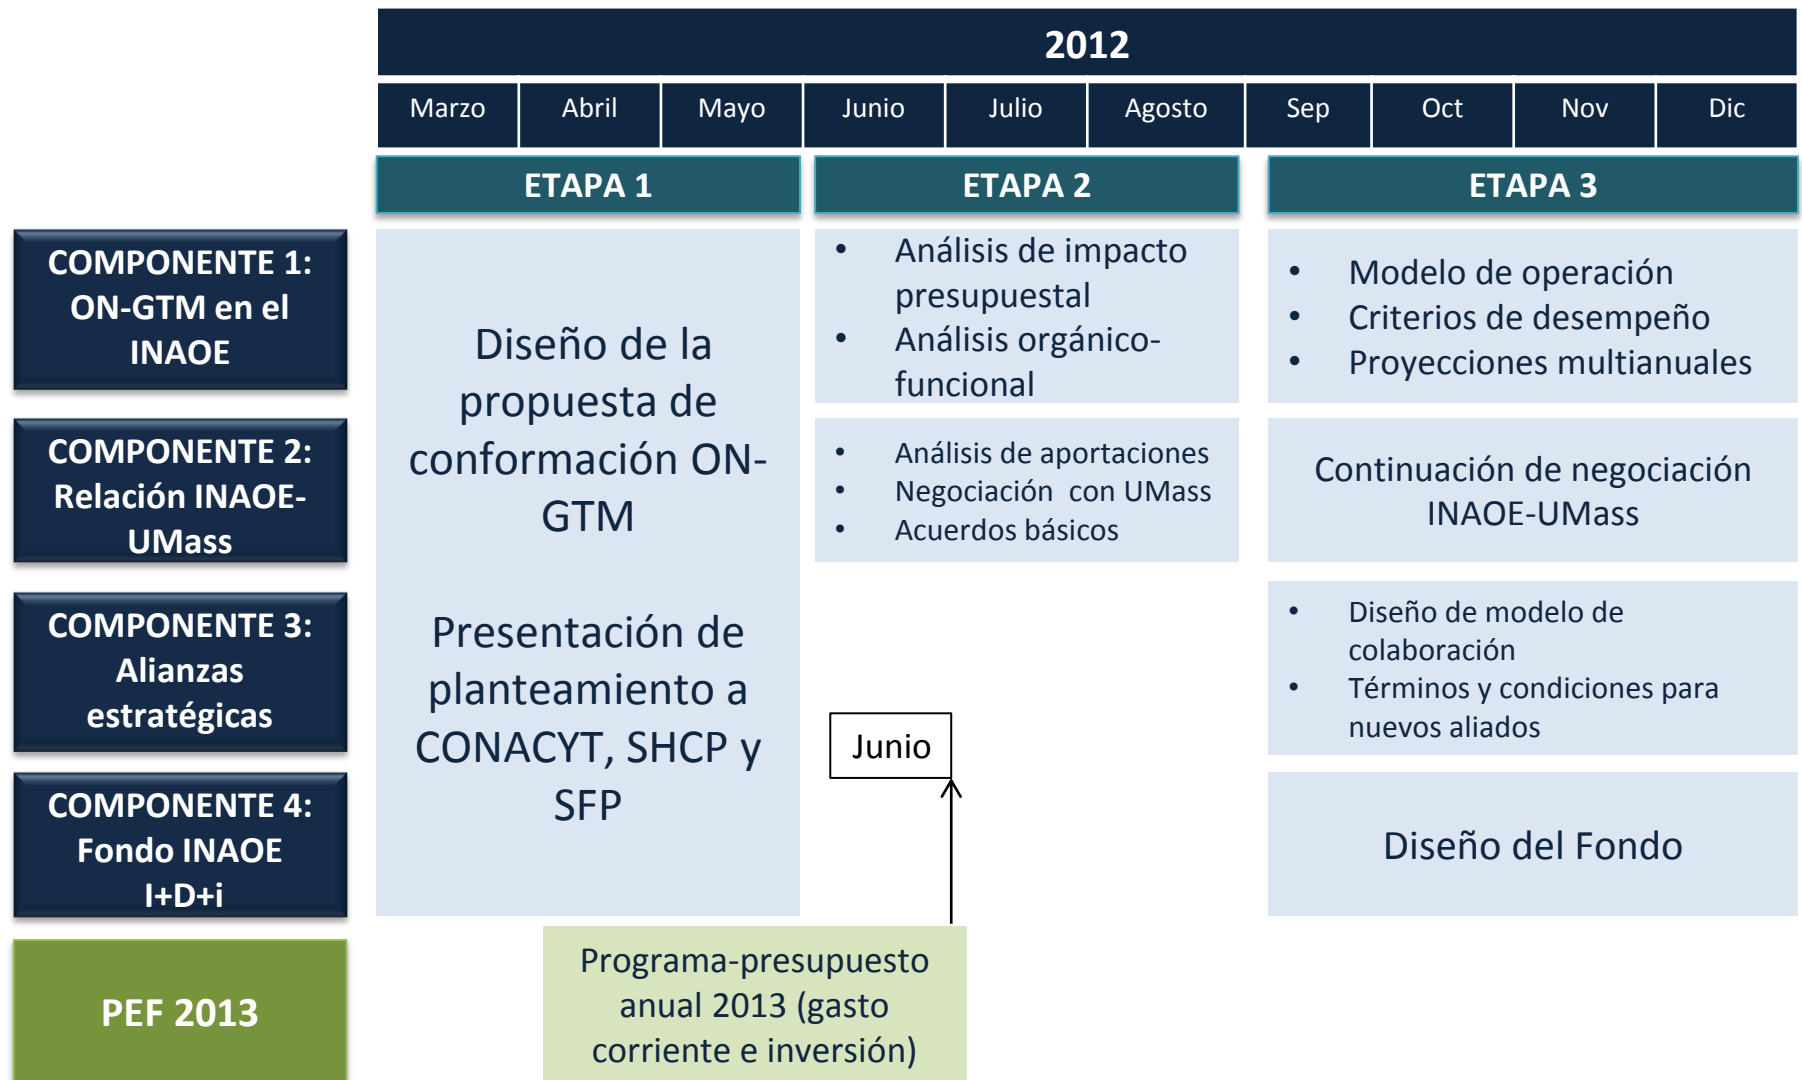 2012
Marzo
Abril
Mayo
Junio
Julio
Agosto
Sep
Oct
Nov
Dic
ETAPA 1
ETAPA 2
ETAPA 3
COMPONENTE 1:
ON-GTM en el
INAOE
Diseño de la
propuesta de
conformación ON-
GTM
Presentación de
planteamiento a
CONACYT, SHCP y
SFP
• Análisis de impacto
presupuestal
• Análisis orgánico-
funcional
• Modelo de operación
• Criterios de desempeño
• Proyecciones multianuales
COMPONENTE 2:
Relación INAOE-
UMass
• Análisis de aportaciones
• Negociación con UMass
• Acuerdos básicos
Continuación de negociación
INAOE-UMass
COMPONENTE 3:
Alianzas
estratégicas
• Diseño de modelo de
colaboración
• Términos y condiciones para
nuevos aliados
Junio
COMPONENTE 4:
Fondo INAOE
I+D+i
Diseño del Fondo
PEF 2013
Programa-presupuesto
anual 2013 (gasto
corriente e inversión)